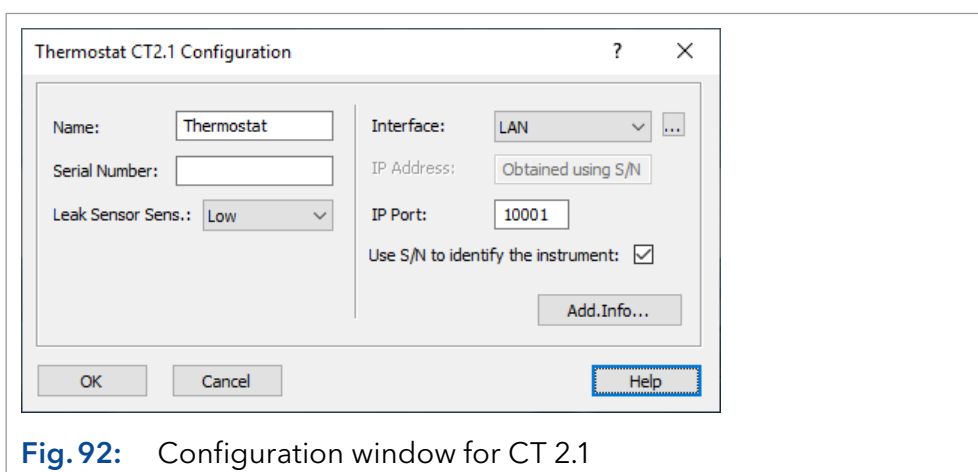 Thermostat CT2.1 Configuration ? ×
Name: Thermostat
Serial Number:
Leak Sensor Sens.: Low
Interface: LAN ...
IP Address: Obtained using S/N
IP Port: 10001
Use S/N to identify the instrument:
Add.Info...
OK Cancel Help
Fig. 92: Configuration window for CT 2.1